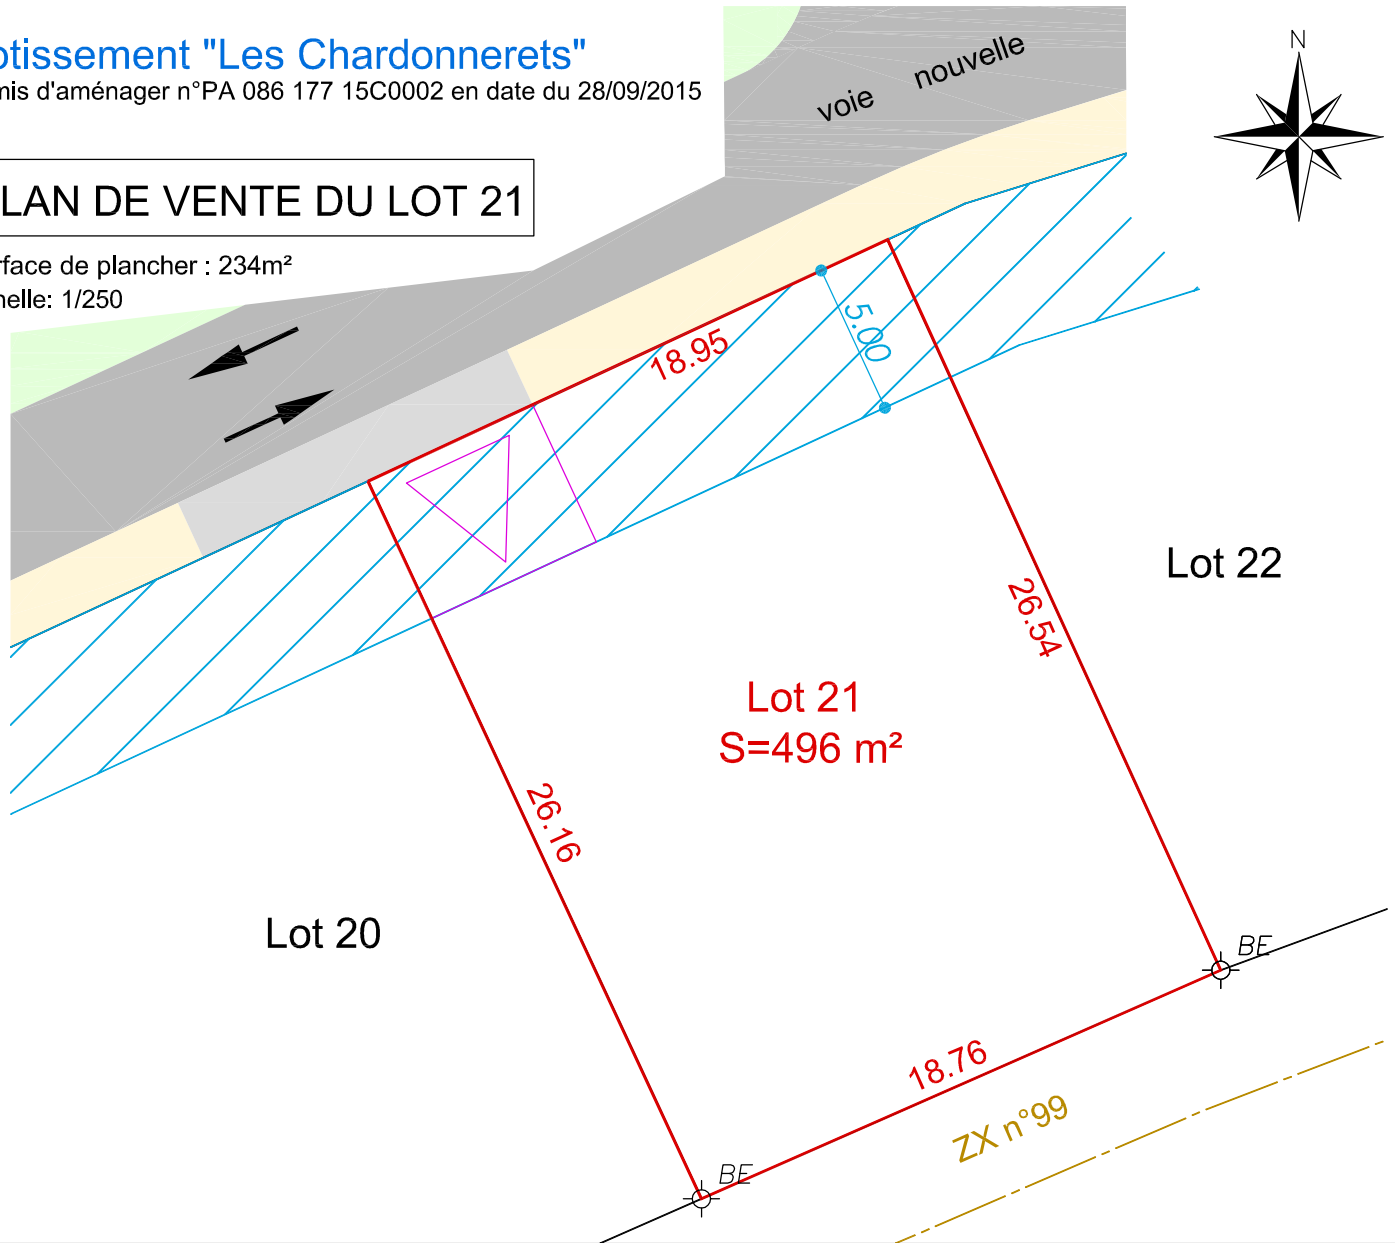 otissement "Les Chardonnerets"
mis d'aménager n°PA 086 177 15C0002 en date du 28/09/2015
LAN DE VENTE DU LOT 21
rface de plancher : 234m²
helle: 1/250
voie nouvelle
N
5.00
18.95
Lot 22
26.54
Lot 21
S=496 m²
26.16
Lot 20
BE
18.76
ZX n°99
BE